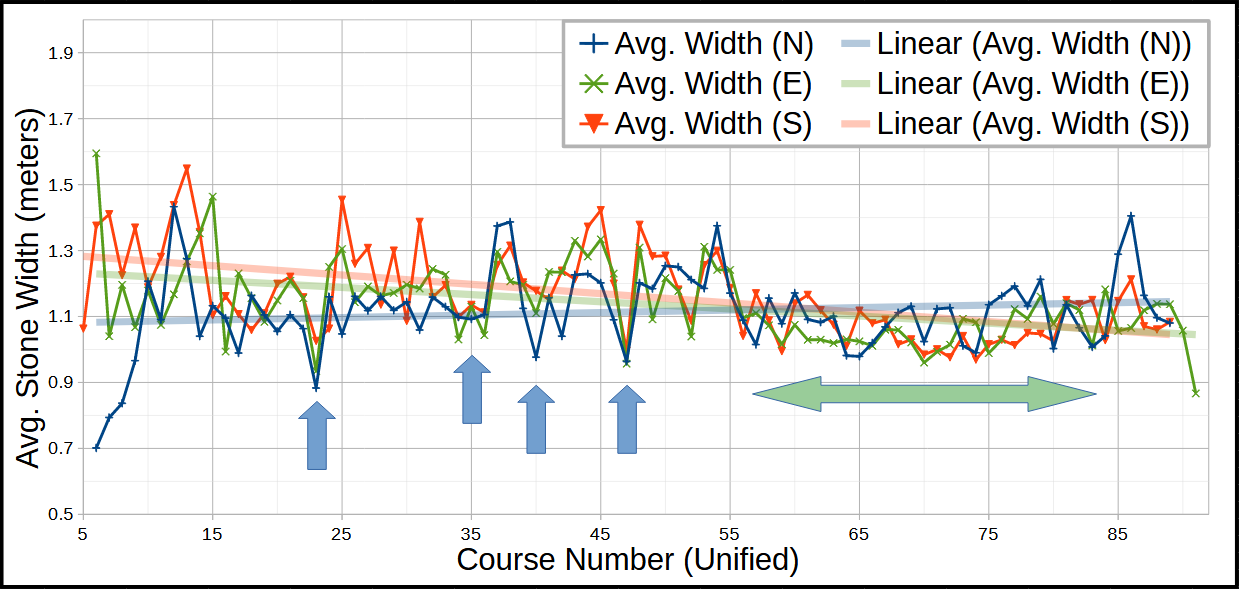 Avg. Width (N) Linear (Avg. Width (N))
Avg. Width (E) Linear (Avg. Width (E))
Avg. Width (S) Linear (Avg. Width (S))
Avg. Stone Width (meters)
1.9
1.7
1.5
1.3
1.1
0.9
0.7
0.5
5 15 25 35 45 55 65 75 85
Course Number (Unified)